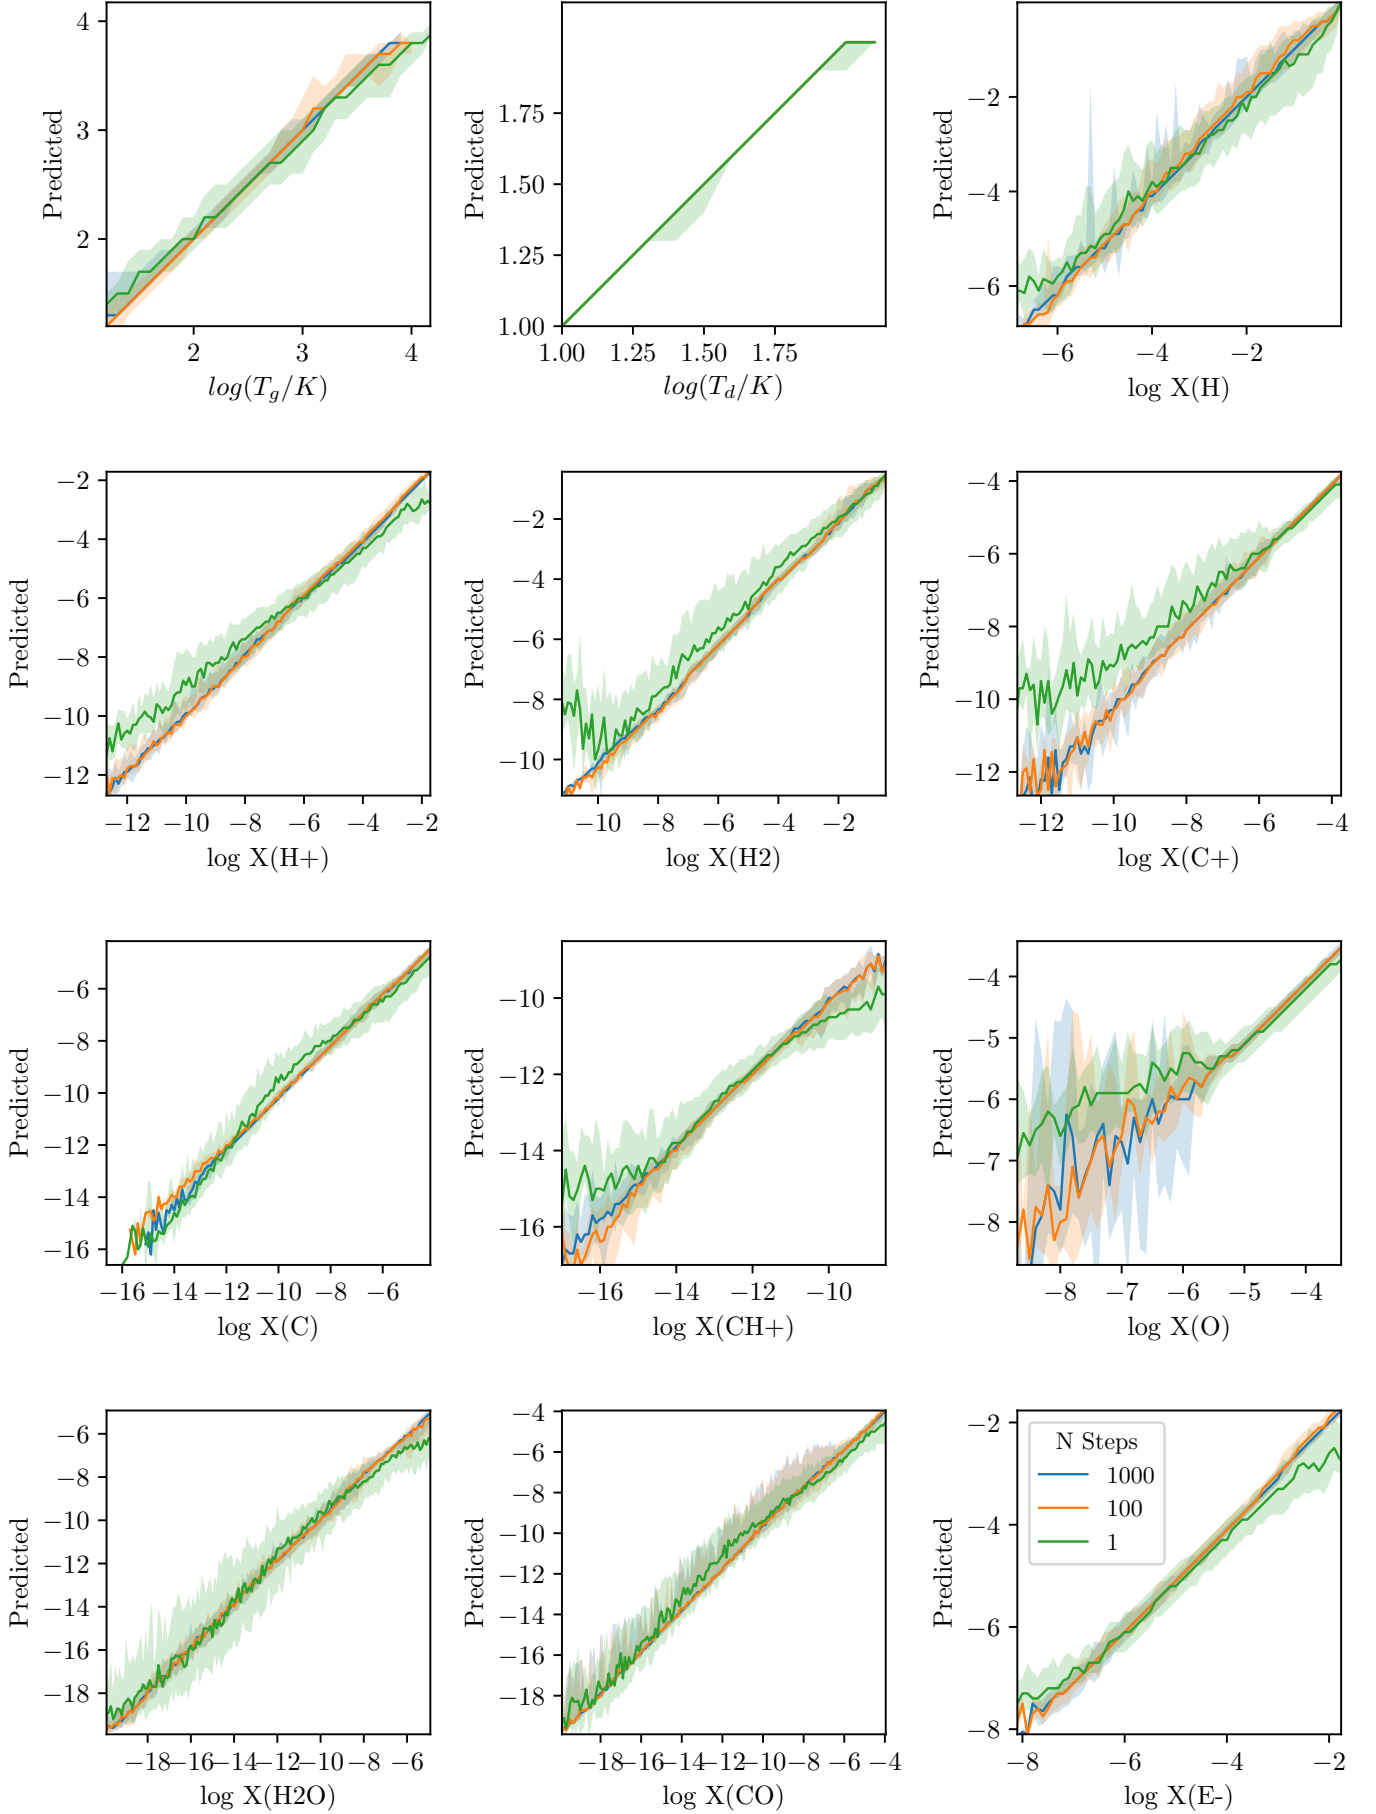 4
3
2
Predicted
2 3 4
log(T_g/K)
1.75
1.50
1.25
1.00
Predicted
1.00 1.25 1.50 1.75
log(T_d/K)
−2
−4
−6
Predicted
−6 −4 −2
log X(H)
−2
−4
−6
−8
−10
−12
Predicted
−12 −10 −8 −6 −4 −2
log X(H+)
−2
−4
−6
−8
−10
Predicted
−10 −8 −6 −4 −2
log X(H2)
−4
−6
−8
−10
−12
Predicted
−12 −10 −8 −6 −4
log X(C+)
−6
−8
−10
−12
−14
−16
Predicted
−16 −14 −12 −10 −8 −6
log X(C)
−10
−12
−14
−16
Predicted
−16 −14 −12 −10
log X(CH+)
−4
−5
−6
−7
−8
Predicted
−8 −7 −6 −5 −4
log X(O)
−6
−8
−10
−12
−14
−16
−18
Predicted
−18 −16 −14 −12 −10 −8 −6
log X(H2O)
−4
−6
−8
−10
−12
−14
−16
−18
Predicted
−18 −16 −14 −12 −10 −8 −6 −4
log X(CO)
−2
−4
−6
−8
Predicted
N Steps
1000
100
1
−8 −6 −4 −2
log X(E-)